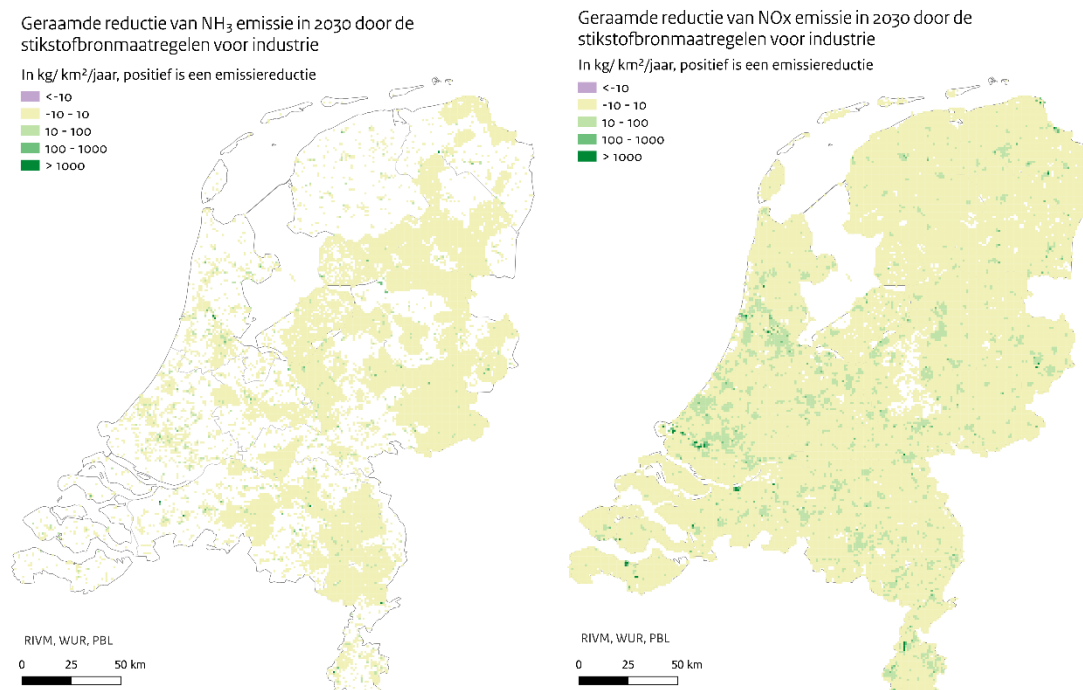 Geraamde reductie van NH₃ emissie in 2030 door de
stikstofbronmaatregelen voor industrie
In kg/ km²/jaar, positief is een emissiereductie
<-10
-10 - 10
10 - 100
100 - 1000
> 1000
RIVM, WUR, PBL
0 25 50 km
Geraamde reductie van NOx emissie in 2030 door de
stikstofbronmaatregelen voor industrie
In kg/ km²/jaar, positief is een emissiereductie
<-10
-10 - 10
10 - 100
100 - 1000
> 1000
RIVM, WUR, PBL
0 25 50 km